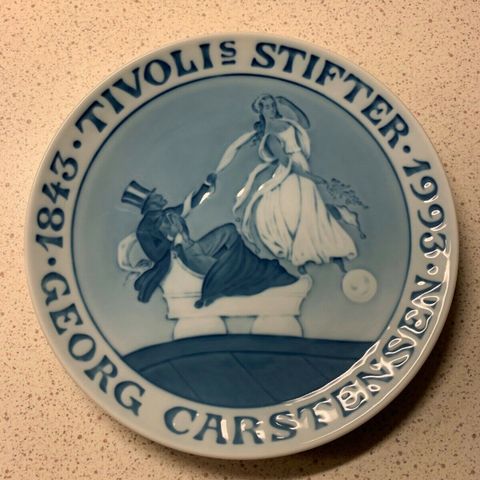 · 1843 · TIVOLIS STIFTER · 1993 ·
GEORG CARSTENSEN